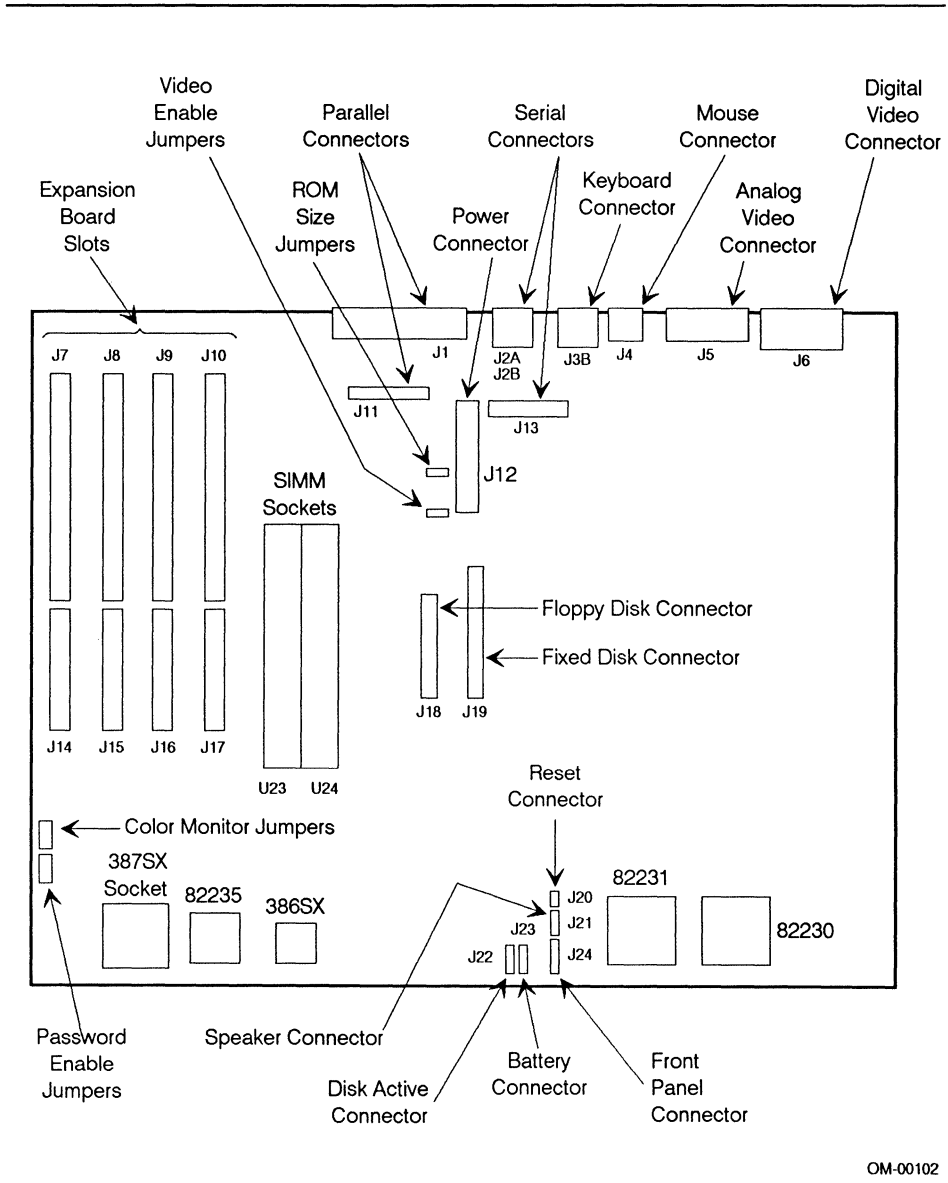 Video
Enable
Jumpers
Parallel
Connectors
Serial
Connectors
Mouse
Connector
Digital
Video
Connector
Expansion
Board
Slots
ROM
Size
Jumpers
Power
Connector
Keyboard
Connector
Analog
Video
Connector
J7 J8 J9 J10
J1
J2A
J2B
J3B
J4
J5
J6
J11
J13
J12
SIMM
Sockets
Floppy Disk Connector
Fixed Disk Connector
J18 J19
J14 J15 J16 J17
U23 U24
Reset
Connector
Color Monitor Jumpers
387SX
Socket
82235
386SX
J20
J21
J23
J22
J24
82231
82230
Password
Enable
Jumpers
Speaker Connector
Disk Active
Connector
Battery
Connector
Front
Panel
Connector
OM-00102